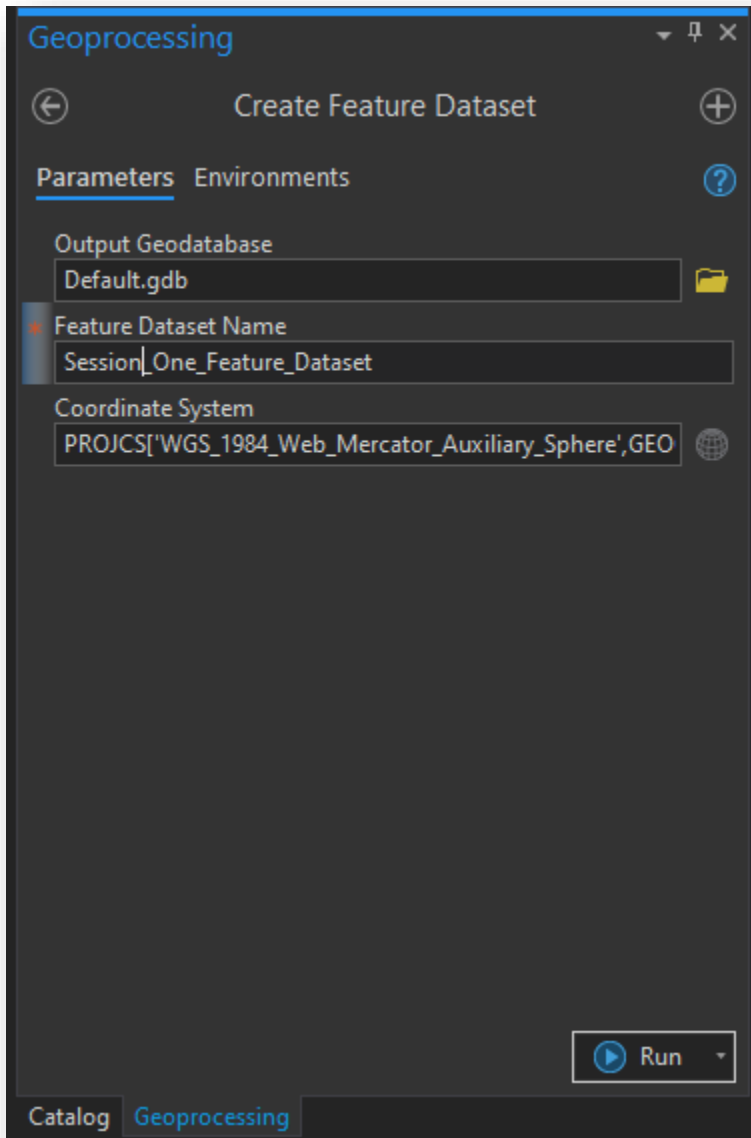 Geoprocessing
Create Feature Dataset
Parameters Environments
Output Geodatabase
Default.gdb
* Feature Dataset Name
Session_One_Feature_Dataset
Coordinate System
PROJCS['WGS_1984_Web_Mercator_Auxiliary_Sphere',GEO
Run
Catalog Geoprocessing